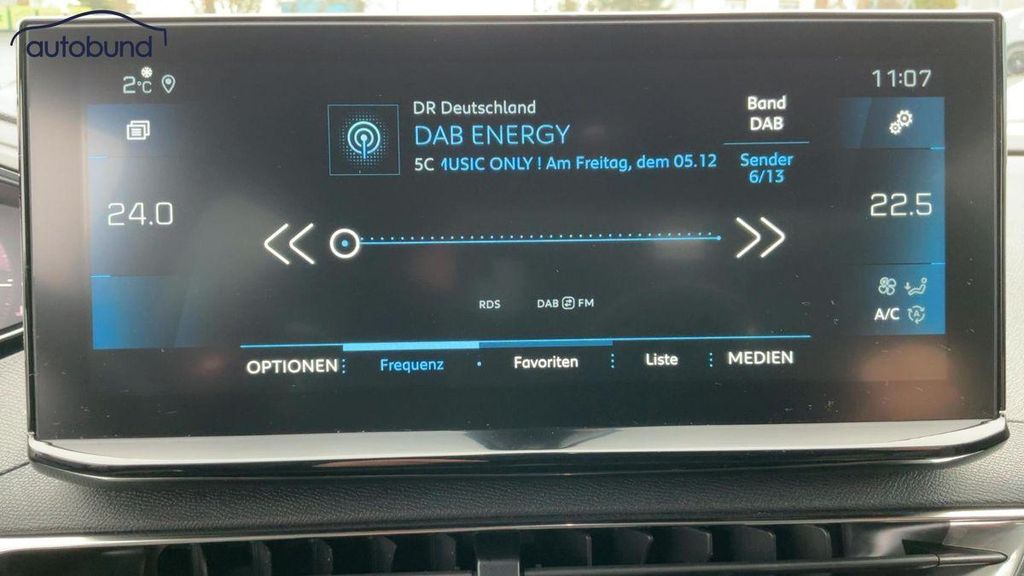 autobund
2°C
11:07
DR Deutschland
DAB ENERGY
5C MUSIC ONLY ! Am Freitag, dem 05.12
Band
DAB
Sender
6/13
24.0
22.5
RDS
DAB FM
A/C A
OPTIONEN Frequenz Favoriten Liste MEDIEN